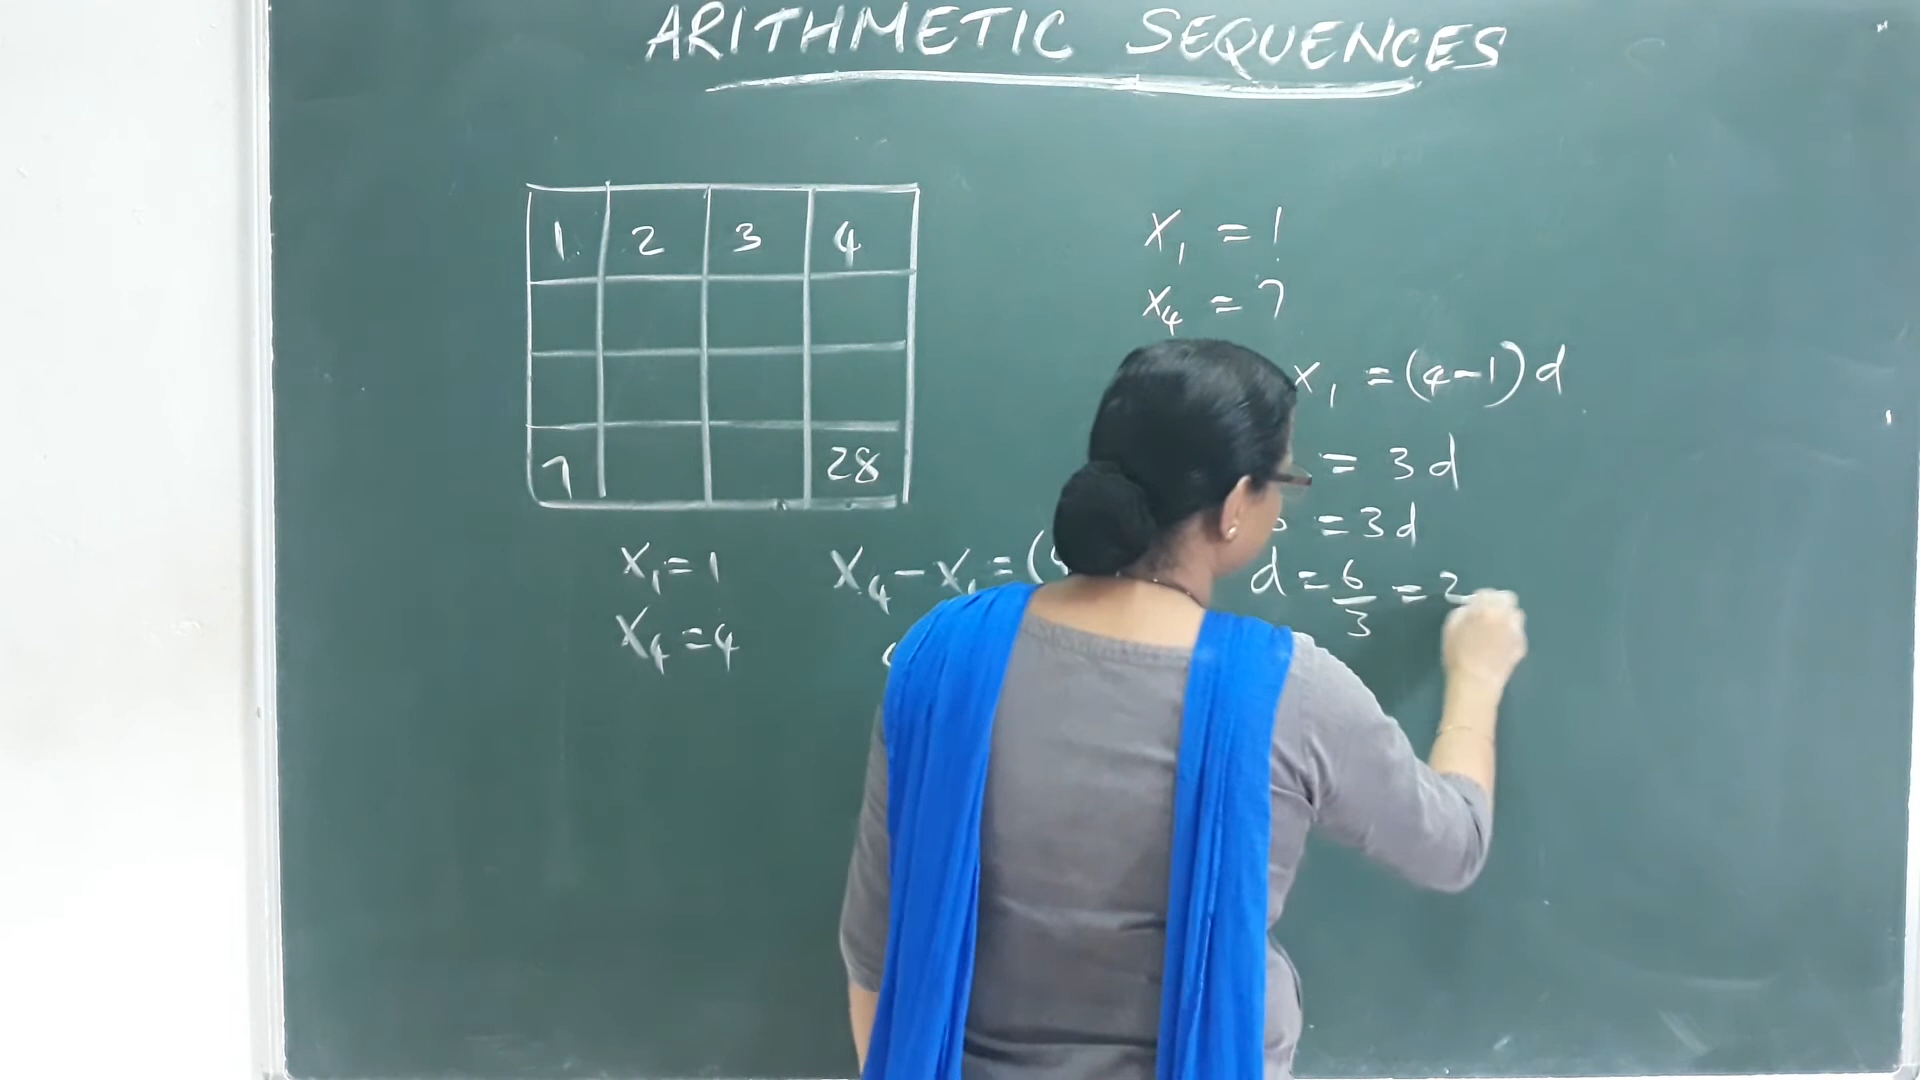 ARITHMETIC SEQUENCES
1 2 3 4
7 28
x₁ = 1
x₄ = 4
x₄ - x₁ = (
x₁ = 1
x₄ = 7
x₁ = (4-1)d
= 3d
= 3d
d = 6/3 = 2